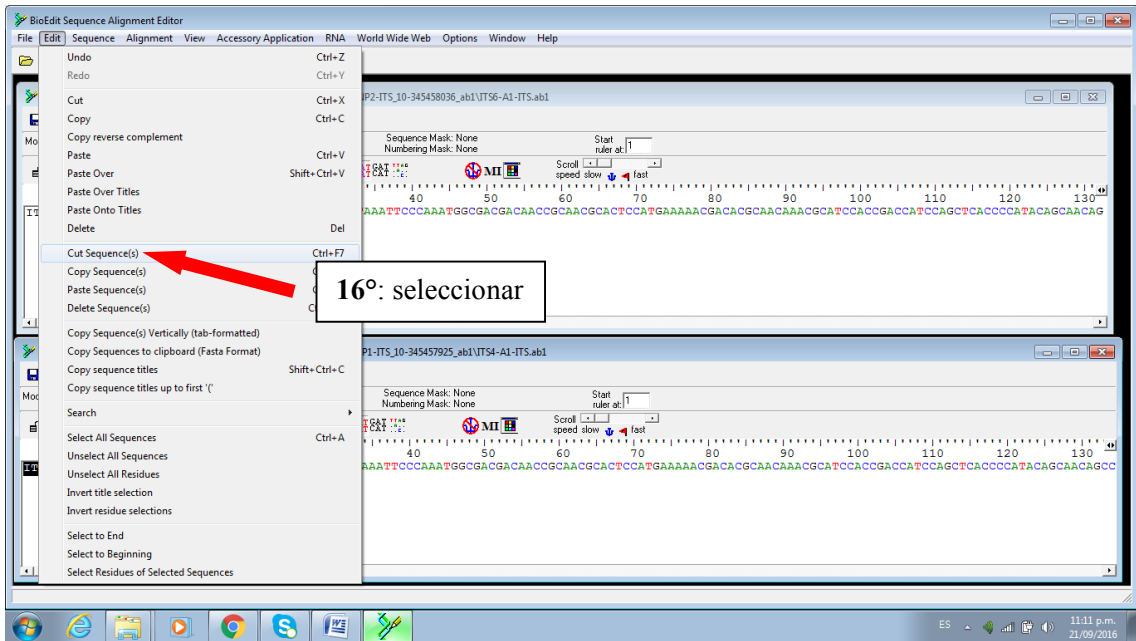 BioEdit Sequence Alignment Editor
File Edit Sequence Alignment View Accessory Application RNA World Wide Web Options Window Help
Undo Ctrl+Z
Redo Ctrl+Y
Cut Ctrl+X
Copy Ctrl+C
Copy reverse complement
Paste Ctrl+V
Paste Over Shift+Ctrl+V
Paste Over Titles
Paste Onto Titles
Delete Del
Cut Sequence(s) Ctrl+F7
Copy Sequence(s)
Paste Sequence(s)
Delete Sequence(s)
Copy Sequence(s) Vertically (tab-formatted)
Copy Sequences to clipboard (Fasta Format)
Copy sequence titles Shift+Ctrl+C
Copy sequence titles up to first '('
Search
Select All Sequences Ctrl+A
Unselect All Sequences
Unselect All Residues
Invert title selection
Invert residue selections
Select to End
Select to Beginning
Select Residues of Selected Sequences
16°: seleccionar
P2-ITS_10-345458036_ab1\ITS6-A1-ITS.ab1
Sequence Mask: None
Numbering Mask: None
Start
ruler at: 1
MI
Scroll
speed slow fast
40 50 60 70 80 90 100 110 120 130
AAATTCCCAAATGGCGACGACAACCGCAACGCACTCCATGAAAAACGACACGCAACAAACGCATCCACCGACCATCCAGCTCACCCCATACAGCAACAG
P1-ITS_10-345457925_ab1\ITS4-A1-ITS.ab1
Sequence Mask: None
Numbering Mask: None
Start
ruler at: 1
MI
Scroll
speed slow fast
40 50 60 70 80 90 100 110 120 130
AAATTCCCAAATGGCGACGACAACCGCAACGCACTCCATGAAAAACGACACGCAACAAACGCATCCACCGACCATCCAGCTCACCCCATACAGCAACAGCC
ES
11:11 p.m.
21/09/2016